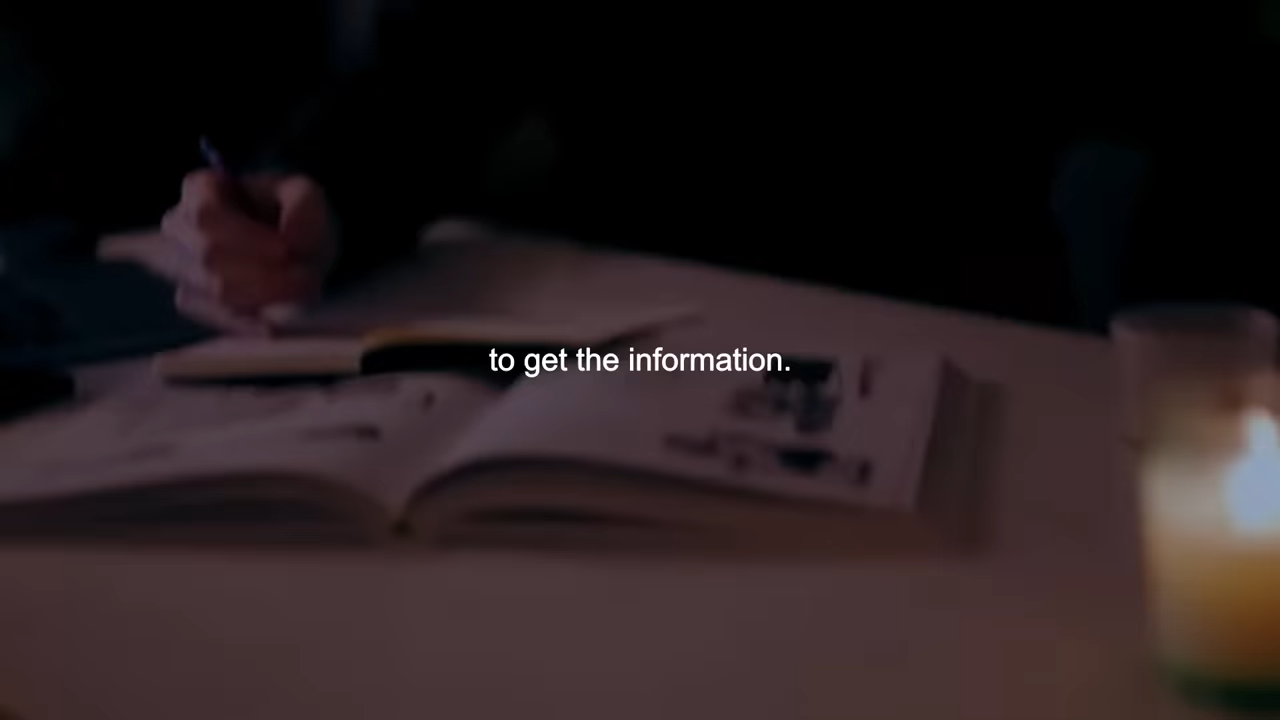 to get the information.